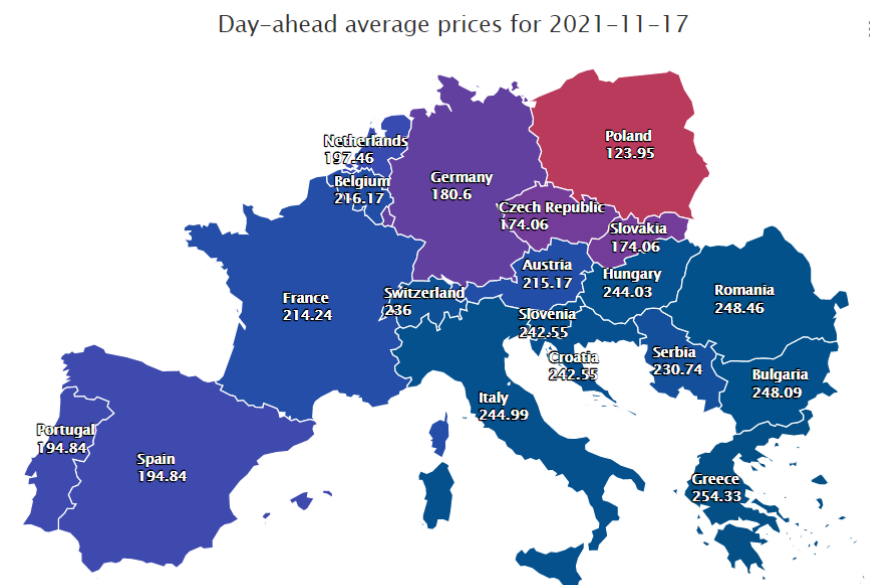 Day-ahead average prices for 2021-11-17
Poland
123.95
Netherlands
197.46
Belgium
216.17
Germany
180.6
Czech Republic
174.06
Slovakia
174.06
Austria
215.17
Hungary
244.03
Romania
248.46
France
214.24
Switzerland
236
Slovenia
242.55
Croatia
242.55
Serbia
230.74
Bulgaria
248.09
Italy
244.99
Portugal
194.84
Spain
194.84
Greece
254.33